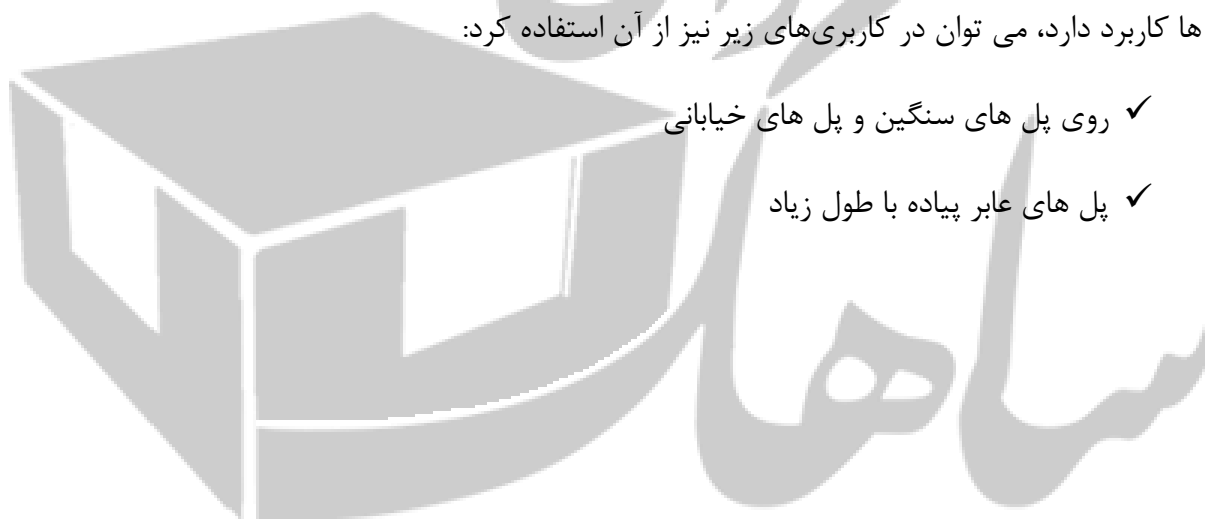 ها کاربرد دارد، می توان در کاربری‌های زیر نیز از آن استفاده کرد:
✓ روی پل های سنگین و پل های خیابانی
✓ پل های عابر پیاده با طول زیاد